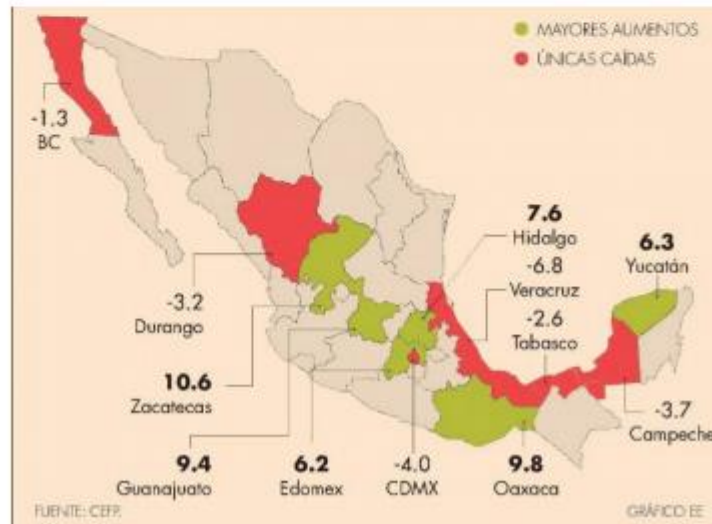 MAYORES AUMENTOS
ÚNICAS CAÍDAS
-1.3
BC
7.6
Hidalgo
6.3
Yucatán
-6.8
Veracruz
-3.2
Durango
-2.6
Tabasco
10.6
Zacatecas
-3.7
Campeche
9.4
Guanajuato
6.2
Edomex
-4.0
CDMX
9.8
Oaxaca
FUENTE: CEFP.
GRÁFICO EE